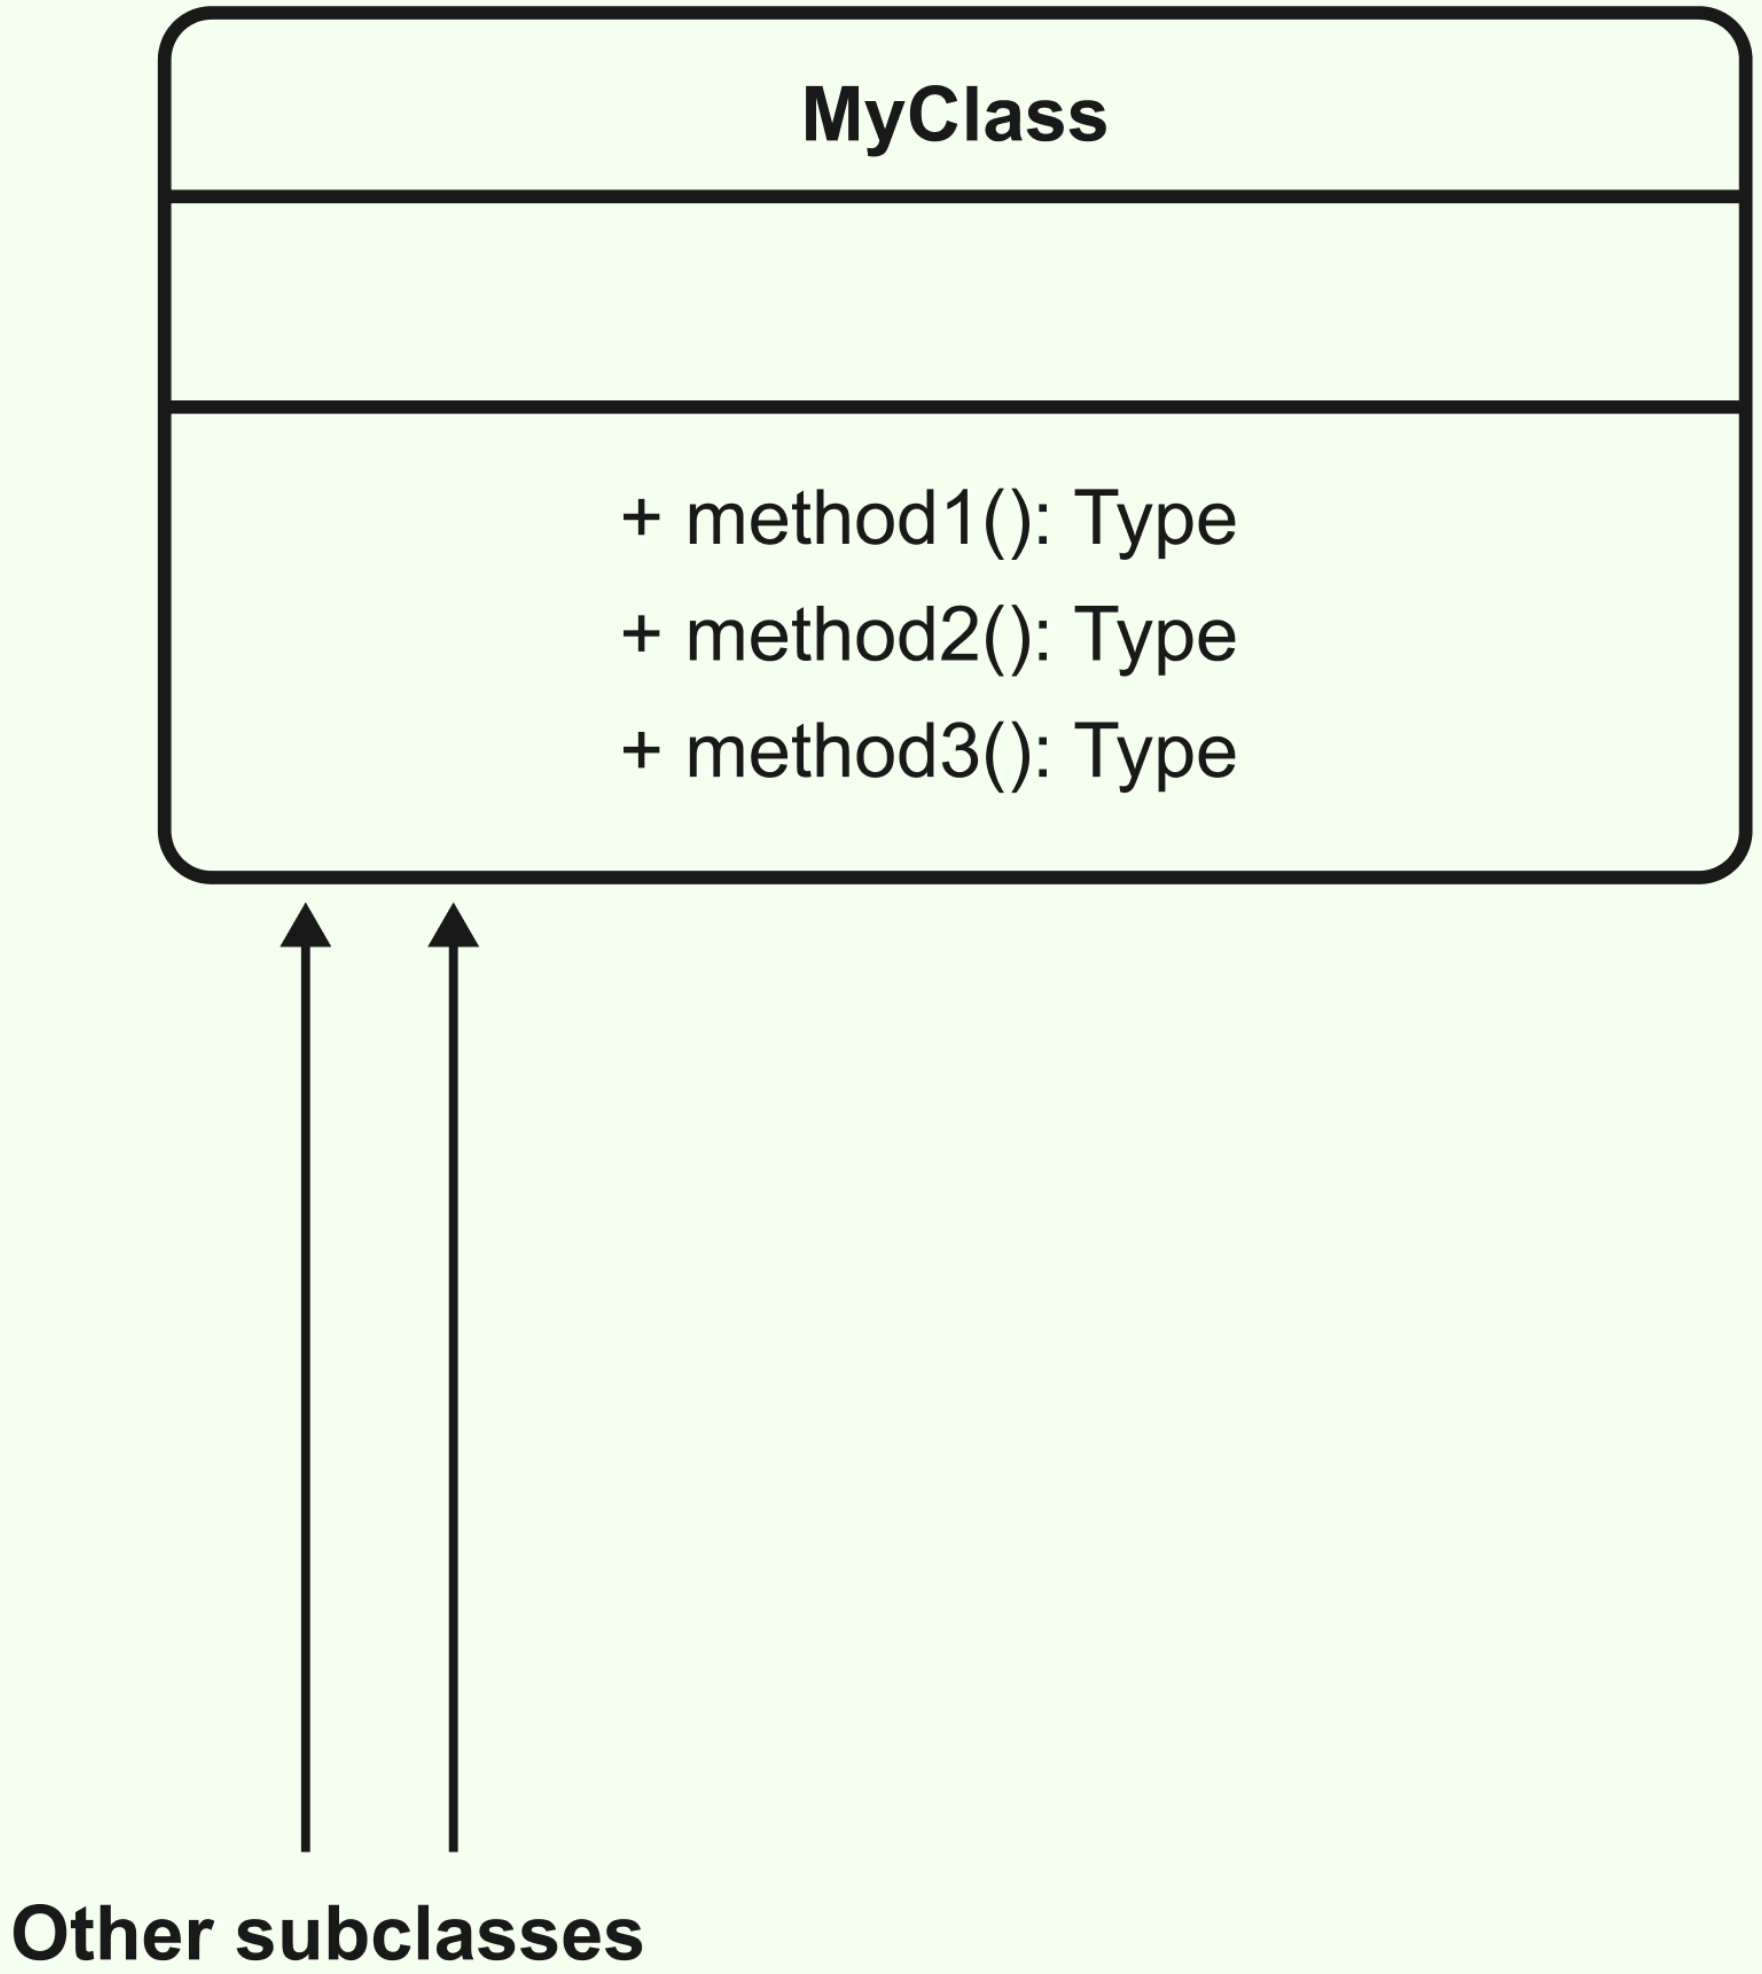 MyClass
+ method1(): Type
+ method2(): Type
+ method3(): Type
Other subclasses